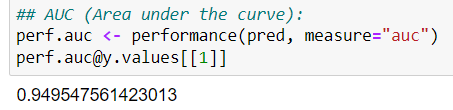 ## AUC (Area under the curve):
perf.auc <- performance(pred, measure="auc")
perf.auc@y.values[[1]]
0.949547561423013